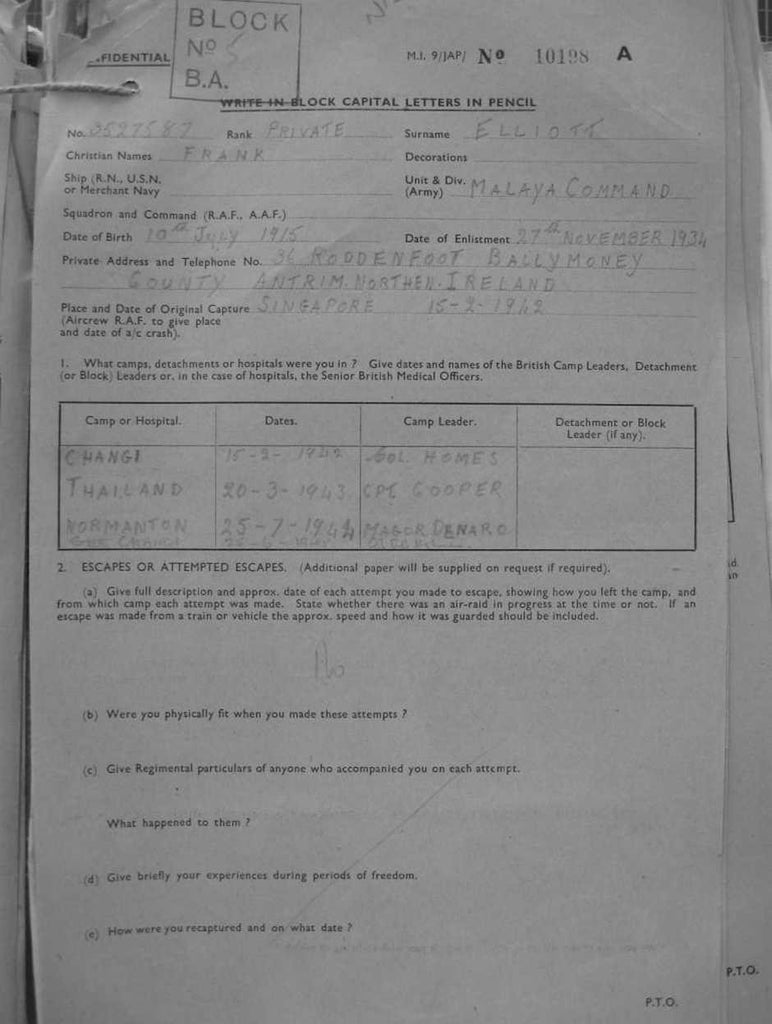 BLOCK
No 5
B.A.
FIDENTIAL
M.I. 9/JAP/ No 10198 A
WRITE IN BLOCK CAPITAL LETTERS IN PENCIL
No. 3527587 Rank PRIVATE Surname ELLIOTT
Christian Names FRANK Decorations
Ship (R.N., U.S.N. or Merchant Navy
Unit & Div. (Army) MALAYA COMMAND
Squadron and Command (R.A.F., A.A.F.)
Date of Birth 10th July 1915 Date of Enlistment 27th NOVEMBER 1934
Private Address and Telephone No. 36 RODDENFOOT BALLYMONEY
COUNTY ANTRIM. NORTHEN. IRELAND
Place and Date of Original Capture SINGAPORE 15-2-1942
(Aircrew R.A.F. to give place
and date of a/c crash).
1. What camps, detachments or hospitals were you in ? Give dates and names of the British Camp Leaders, Detachment
(or Block) Leaders or, in the case of hospitals, the Senior British Medical Officers.
Camp or Hospital. Dates. Camp Leader. Detachment or Block
Leader (if any).
CHANGI 15-2-1942 COL. HOMES
THAILAND 20-3-1943. CPT COOPER
NORMANTON 25-7-1944 MAGOR DENARO
2. ESCAPES OR ATTEMPTED ESCAPES. (Additional paper will be supplied on request if required).
(a) Give full description and approx. date of each attempt you made to escape, showing how you left the camp, and
from which camp each attempt was made. State whether there was an air-raid in progress at the time or not. If an
escape was made from a train or vehicle the approx. speed and how it was guarded should be included.
No
(b) Were you physically fit when you made these attempts ?
(c) Give Regimental particulars of anyone who accompanied you on each attempt.
What happened to them ?
(d) Give briefly your experiences during periods of freedom.
(e) How were you recaptured and on what date ?
P.T.O.
P.T.O.